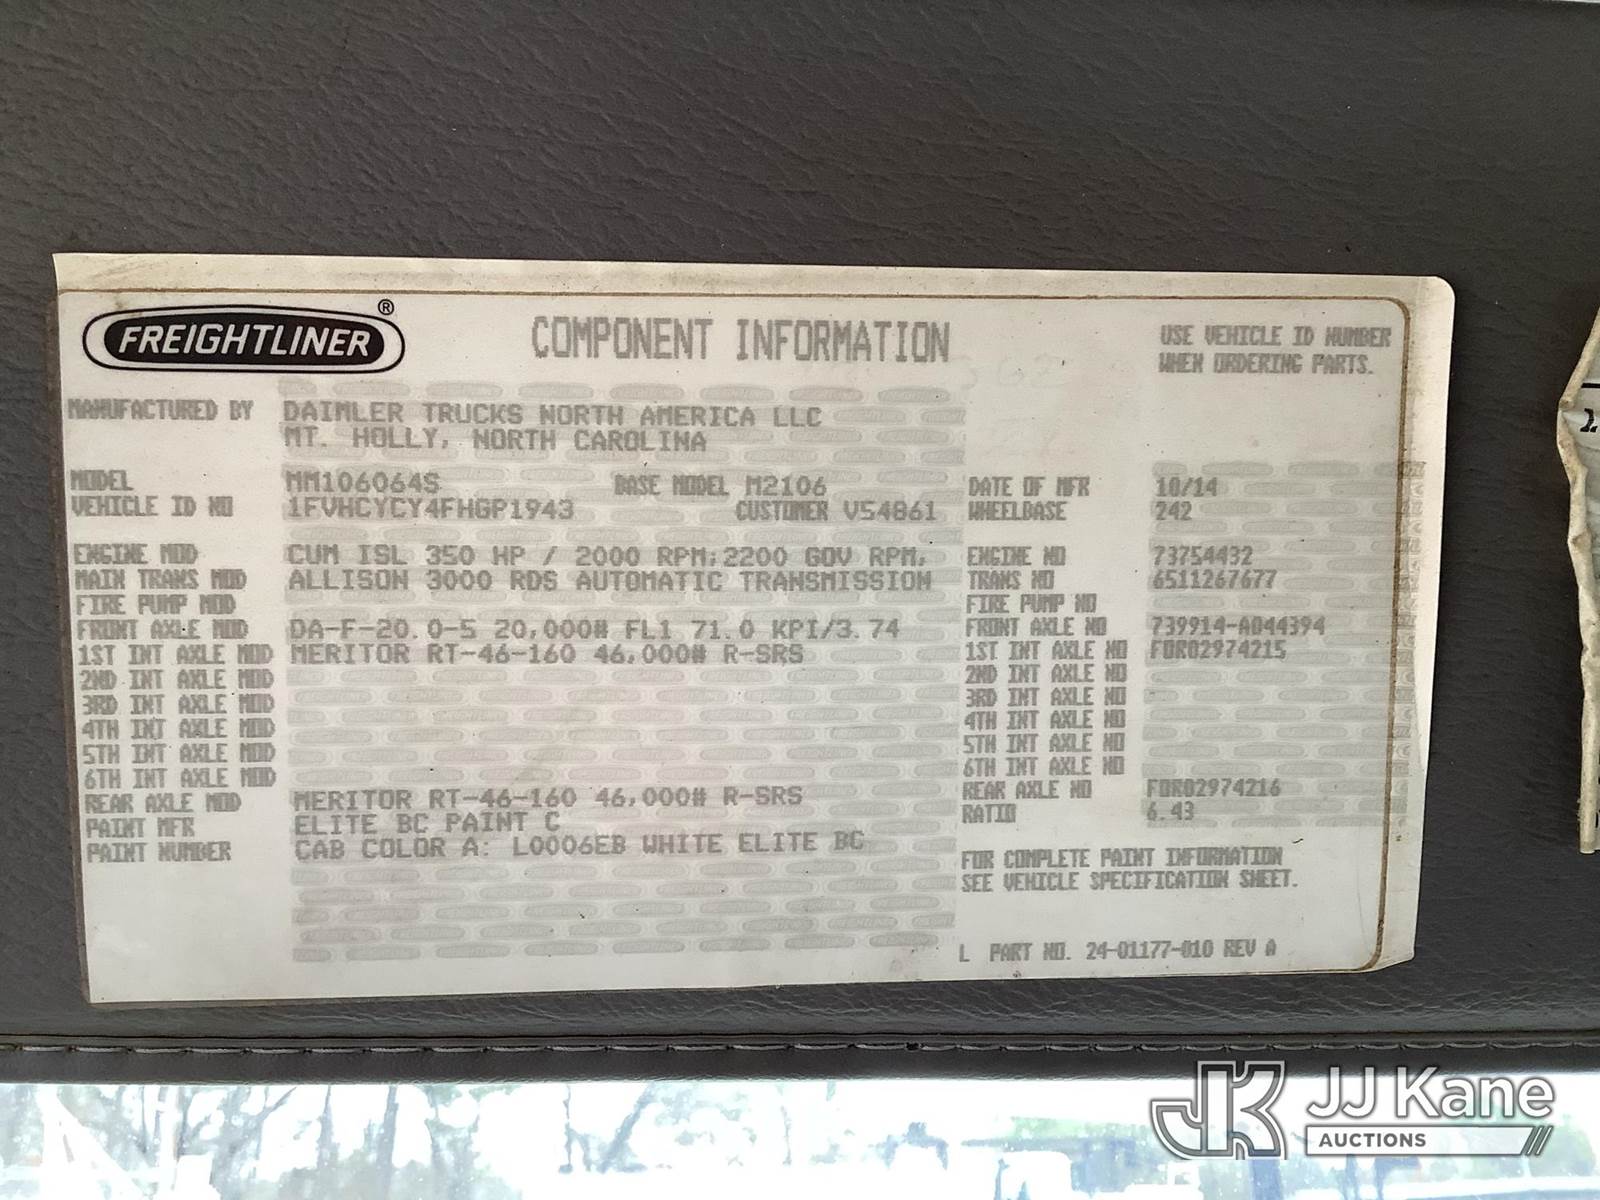 FREIGHTLINER ®
COMPONENT INFORMATION
USE VEHICLE ID NUMBER
WHEN ORDERING PARTS.
MANUFACTURED BY DAIMLER TRUCKS NORTH AMERICA LLC
MT. HOLLY, NORTH CAROLINA
MODEL MM106064S BASE MODEL M2106 DATE OF MFR 10/14
VEHICLE ID NO 1FVHCYCY4FHGP1943 CUSTOMER V54861 WHEELBASE 242
ENGINE MOD CUM ISL 350 HP / 2000 RPM;2200 GOV RPM, ENGINE NO 73754432
MAIN TRANS MOD ALLISON 3000 RDS AUTOMATIC TRANSMISSION TRANS NO 6511267677
FIRE PUMP MOD FIRE PUMP NO
FRONT AXLE MOD DA-F-20.0-5 20,000# FL1 71.0 KPI/3.74 FRONT AXLE NO 739914-A044394
1ST INT AXLE MOD MERITOR RT-46-160 46,000# R-SRS 1ST INT AXLE NO FOR02974215
2ND INT AXLE MOD 2ND INT AXLE NO
3RD INT AXLE MOD 3RD INT AXLE NO
4TH INT AXLE MOD 4TH INT AXLE NO
5TH INT AXLE MOD 5TH INT AXLE NO
6TH INT AXLE MOD 6TH INT AXLE NO
REAR AXLE MOD MERITOR RT-46-160 46,000# R-SRS REAR AXLE NO FOR02974216
PAINT MFR ELITE BC PAINT C RATIO 6.43
PAINT NUMBER CAB COLOR A: L0006EB WHITE ELITE BC
FOR COMPLETE PAINT INFORMATION
SEE VEHICLE SPECIFICATION SHEET.
L PART NO. 24-01177-010 REV A
JK JJ Kane
AUCTIONS